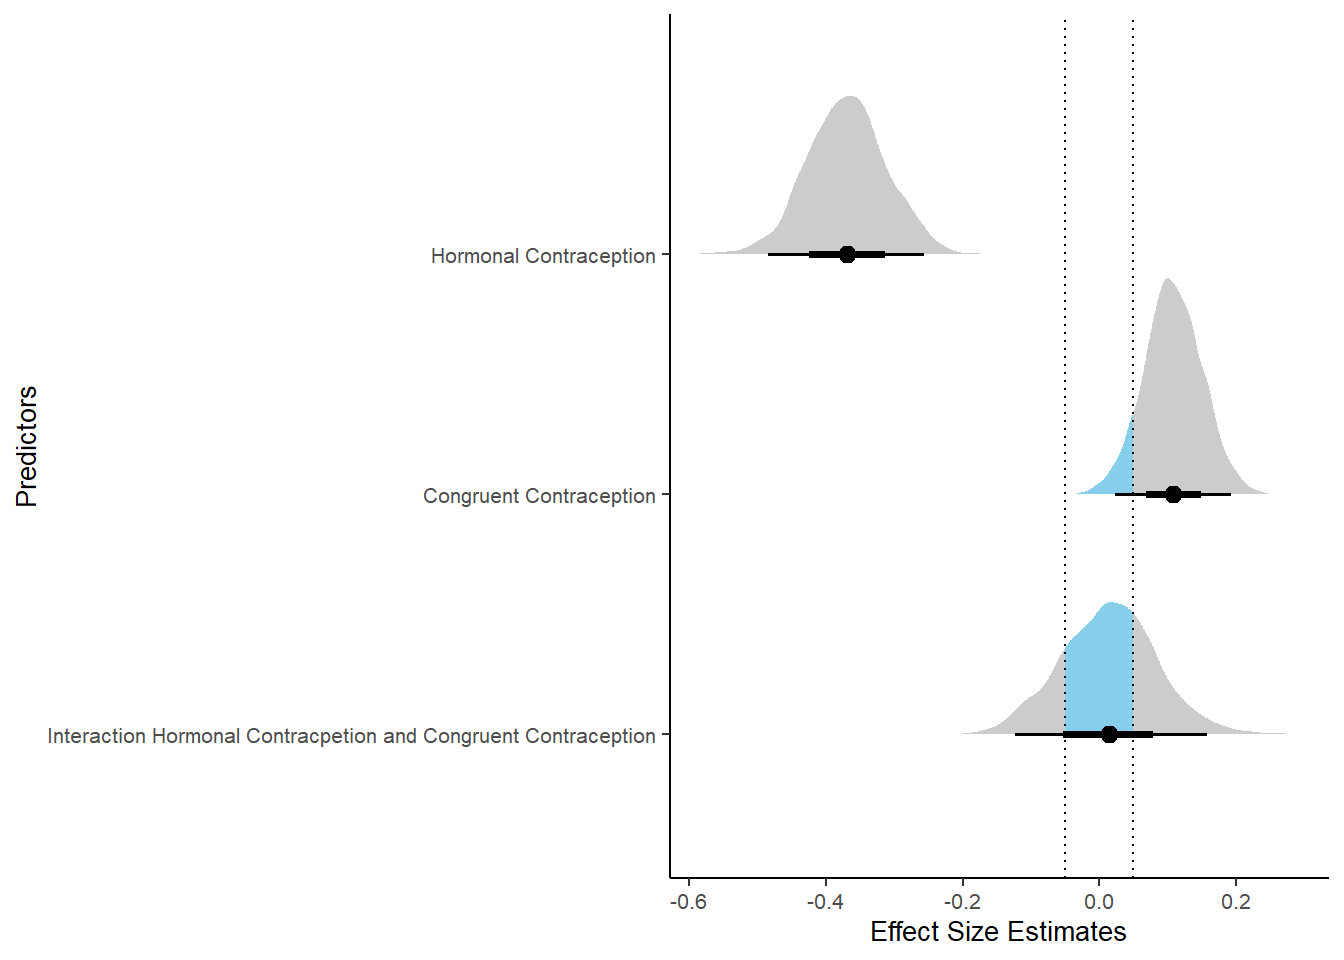 Predictors
Hormonal Contraception
Congruent Contraception
Interaction Hormonal Contracpetion and Congruent Contraception
-0.6 -0.4 -0.2 0.0 0.2
Effect Size Estimates